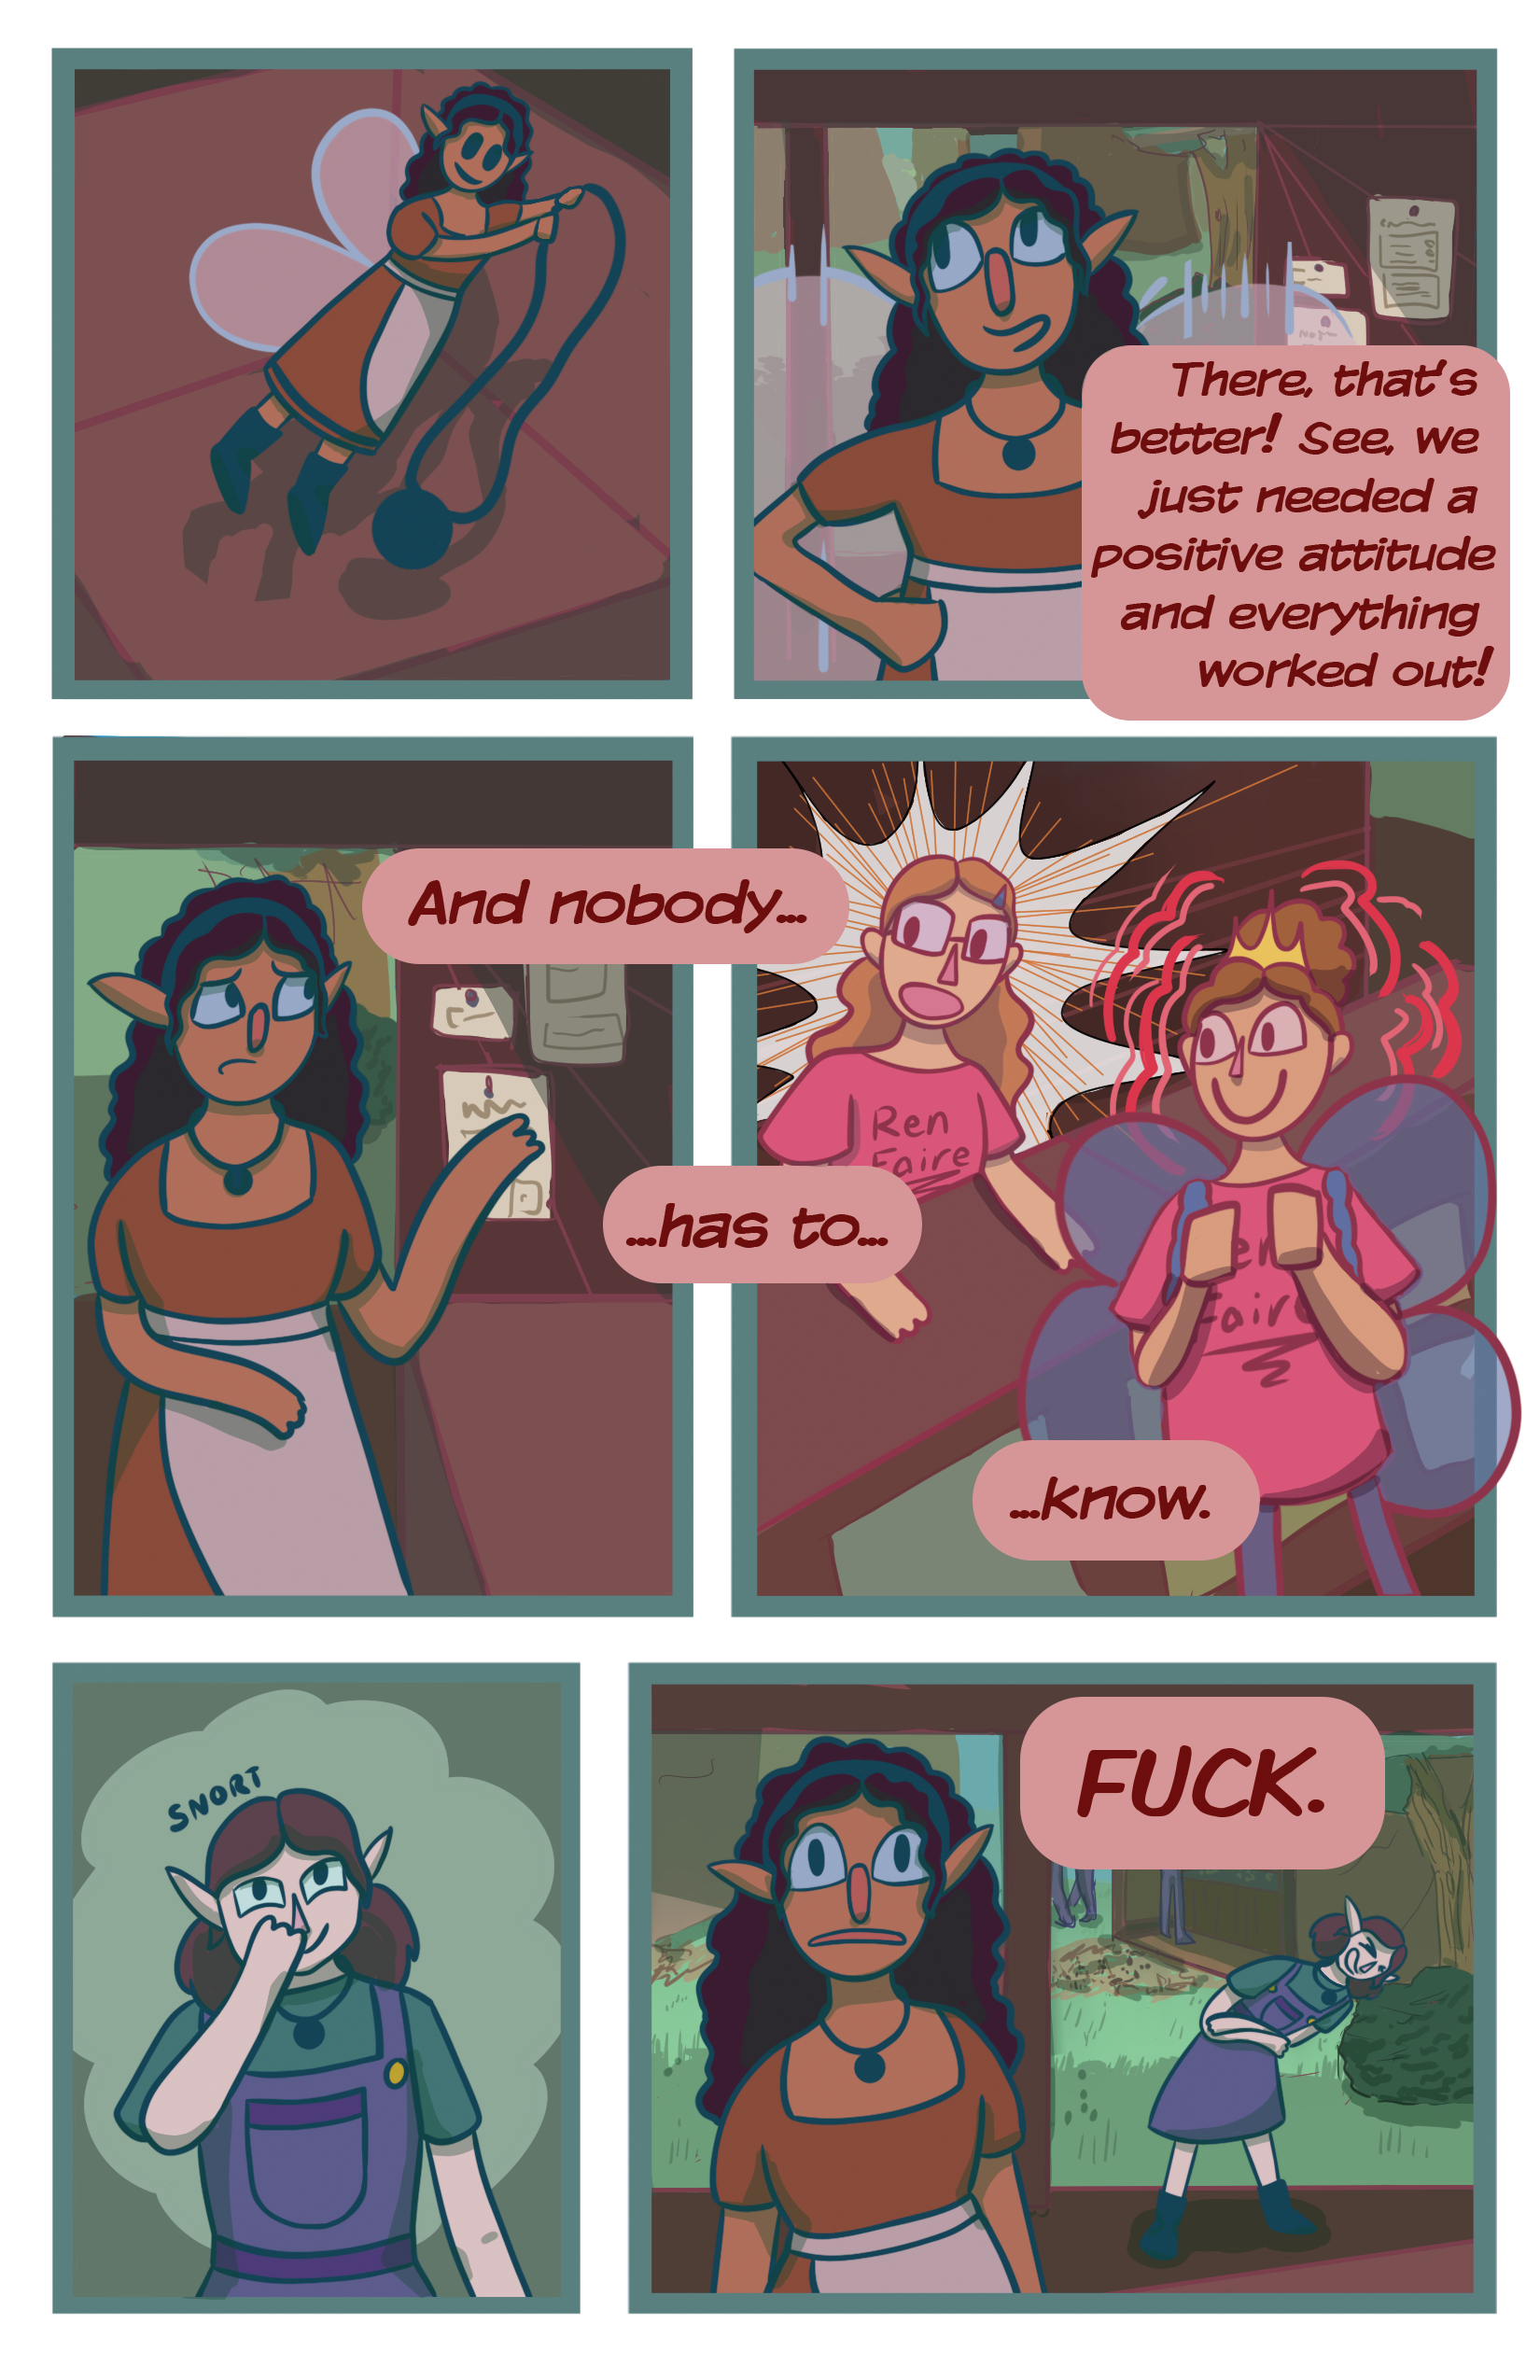 There, that's
better! See, we
just needed a
positive attitude
and everything
worked out!
And nobody...
Ren
Faire
...has to...
...know.
SNORT
FUCK.